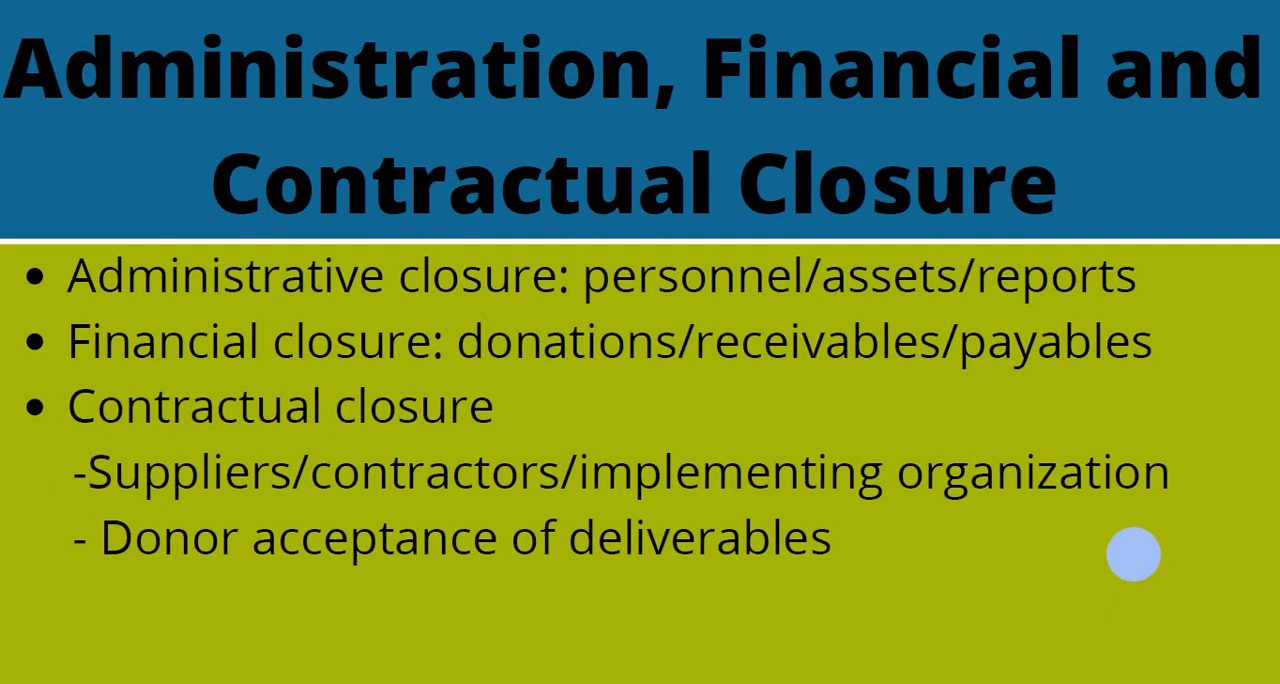 Administration, Financial and
Contractual Closure
• Administrative closure: personnel/assets/reports
• Financial closure: donations/receivables/payables
• Contractual closure
-Suppliers/contractors/implementing organization
- Donor acceptance of deliverables